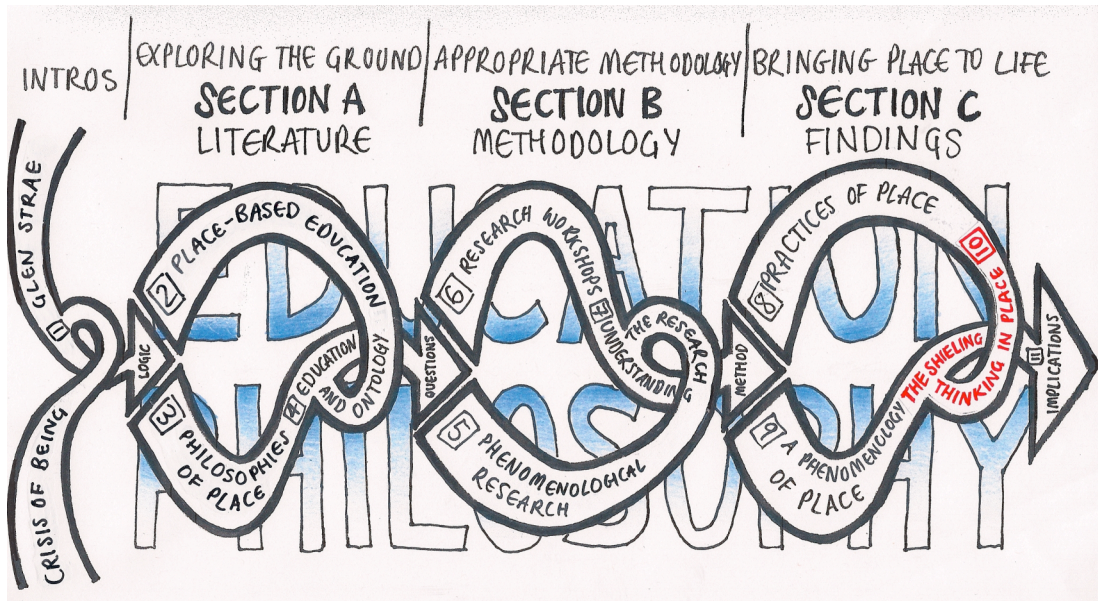 INTROS
EXPLORING THE GROUND
SECTION A
LITERATURE
APPROPRIATE METHODOLOGY
SECTION B
METHODOLOGY
BRINGING PLACE TO LIFE
SECTION C
FINDINGS
EDUCATION
PHILOSOPHY
GLEN STRAE
1
CRISIS OF BEING
LOGIC
2 PLACE-BASED EDUCATION
3 PHILOSOPHIES
OF PLACE
4 EDUCATION
AND ONTOLOGY
QUESTIONS
6 RESEARCH WORKSHOPS
7 UNDERSTANDING
THE RESEARCH
5 PHENOMENOLOGICAL
RESEARCH
METHOD
8 PRACTICES OF PLACE
9 A PHENOMENOLOGY
OF PLACE
10
THE SHIELING
THINKING IN PLACE
11
IMPLICATIONS